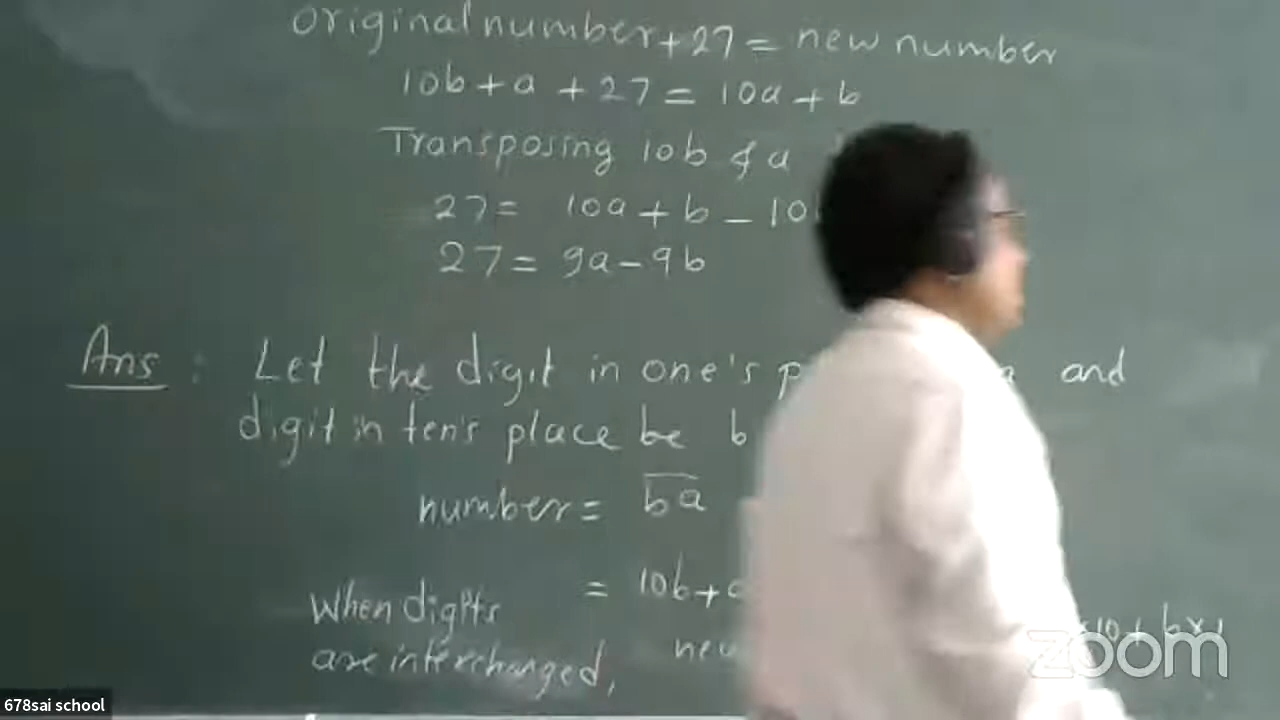 original number + 27 = new number
10b + a + 27 = 10a + b
Transposing 10b & a
27 = 10a + b - 10
27 = 9a - 9b
Ans : Let the digit in one's a and
digit in ten's place be b
number = ba
= 10b +
When digits
are interchanged,
×10 + b×1
zoom
678sai school